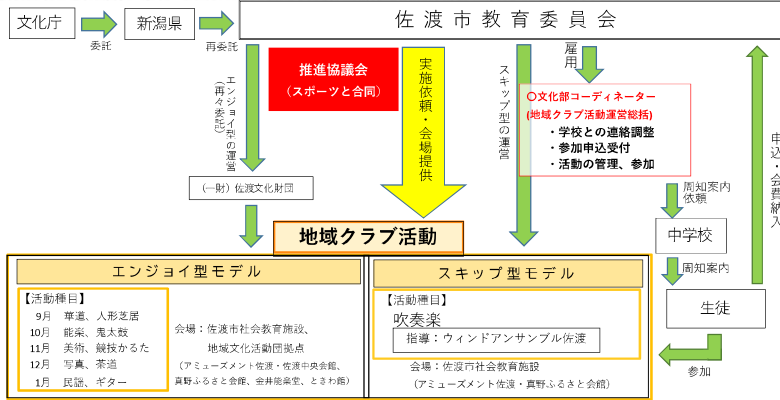 文化庁
委託
新潟県
再委託
佐渡市教育委員会
エンジョイ型の運営
(再々委託)
推進協議会
(スポーツと合同)
実施依頼・会場提供
スキップ型の運営
雇用
〇文化部コーディネーター
(地域クラブ活動運営総括)
・学校との連絡調整
・参加申込受付
・活動の管理、参加
申込・会費納入
(一財)佐渡文化財団
周知案内
依頼
中学校
周知案内
生徒
参加
地域クラブ活動
エンジョイ型モデル
【活動種目】
9月 華道、人形芝居
10月 能楽、鬼太鼓
11月 美術、競技かるた
12月 写真、茶道
1月 民謡、ギター
会場：佐渡市社会教育施設、
地域文化活動団拠点
(アミューズメント佐渡・佐渡中央会館、
真野ふるさと会館、金井能楽堂、ときわ館)
スキップ型モデル
【活動種目】
吹奏楽
指導：ウィンドアンサンブル佐渡
会場：佐渡市社会教育施設
(アミューズメント佐渡・真野ふるさと会館)